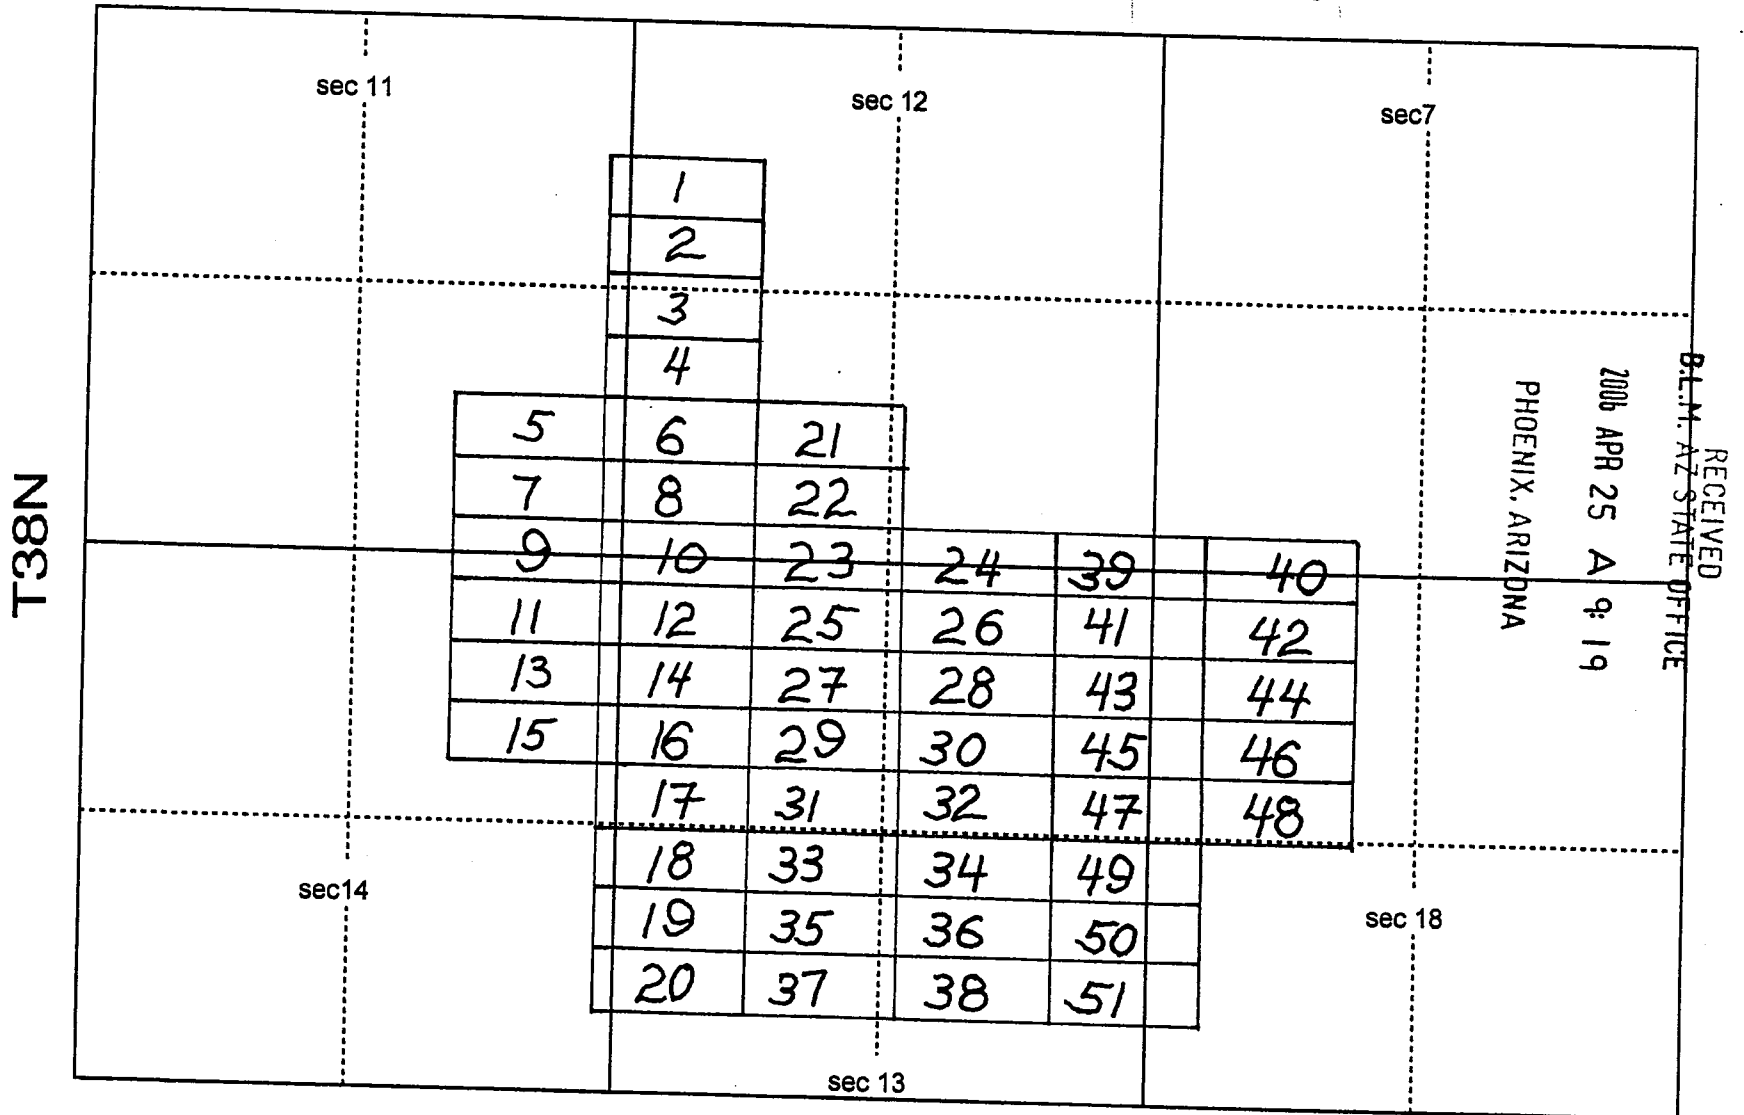 sec 11 sec 12 sec7
1
2
3
4
5 6 21
7 8 22
9 10 23 24 39 40
11 12 25 26 41 42
13 14 27 28 43 44
15 16 29 30 45 46
17 31 32 47 48
18 33 34 49
19 35 36 50
20 37 38 51
sec14
sec 18
sec 13
T38N
RECEIVED
B.L.M. AZ STATE OFFICE
2006 APR 25 A 9:19
PHOENIX, ARIZONA